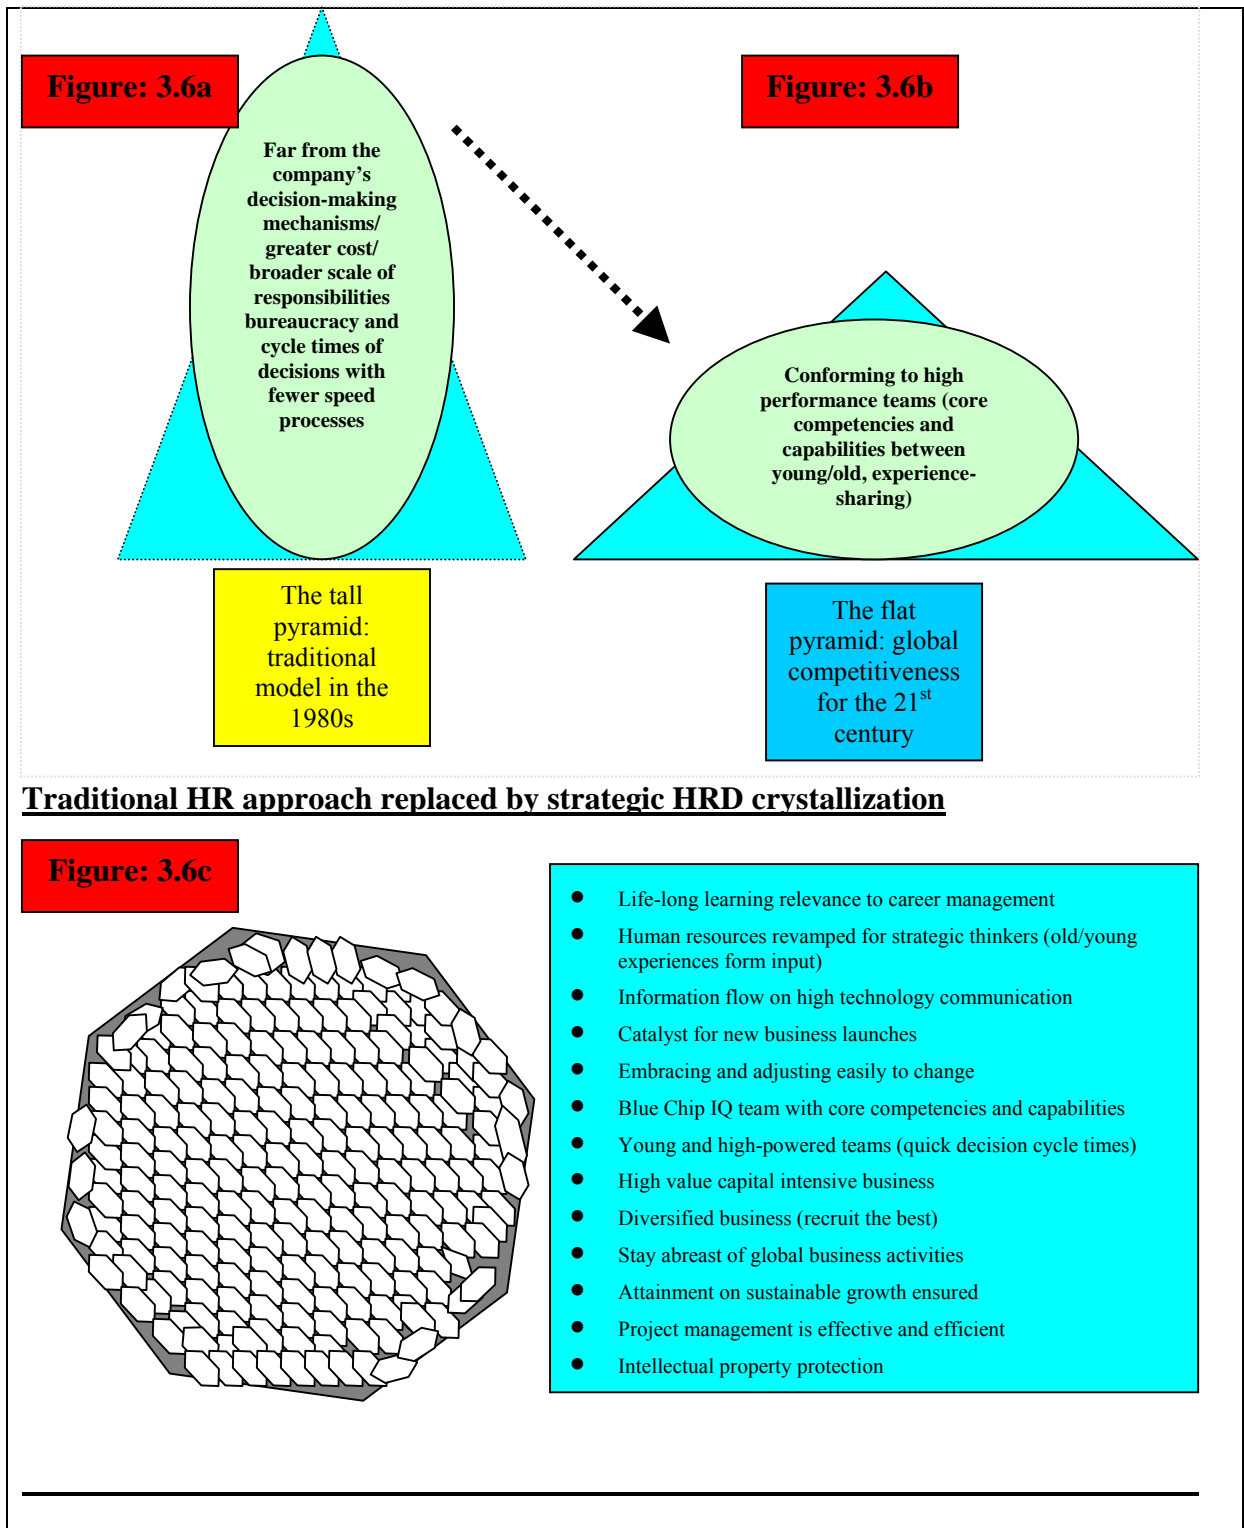 Figure: 3.6a
Far from the
company’s
decision-making
mechanisms/
greater cost/
broader scale of
responsibilities
bureaucracy and
cycle times of
decisions with
fewer speed
processes
The tall
pyramid:
traditional
model in the
1980s
Figure: 3.6b
Conforming to high
performance teams (core
competencies and
capabilities between
young/old, experience-
sharing)
The flat
pyramid: global
competitiveness
for the 21st
century
Traditional HR approach replaced by strategic HRD crystallization
Figure: 3.6c
● Life-long learning relevance to career management
● Human resources revamped for strategic thinkers (old/young
experiences form input)
● Information flow on high technology communication
● Catalyst for new business launches
● Embracing and adjusting easily to change
● Blue Chip IQ team with core competencies and capabilities
● Young and high-powered teams (quick decision cycle times)
● High value capital intensive business
● Diversified business (recruit the best)
● Stay abreast of global business activities
● Attainment on sustainable growth ensured
● Project management is effective and efficient
● Intellectual property protection